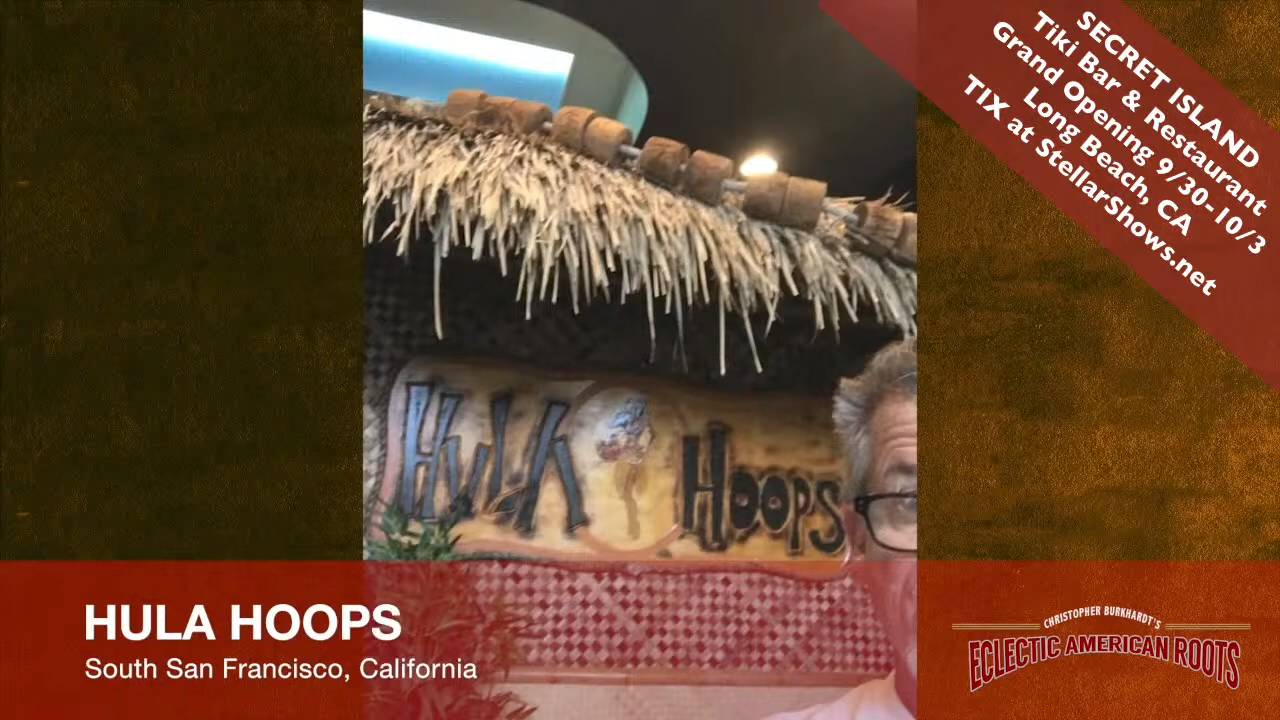 SECRET ISLAND
Tiki Bar & Restaurant
Grand Opening 9/30-10/3
Long Beach, CA
TIX at StellarShows.net
HULA HOOPS
HULA HOOPS
South San Francisco, California
CHRISTOPHER BURKHARDT'S
ECLECTIC AMERICAN ROOTS